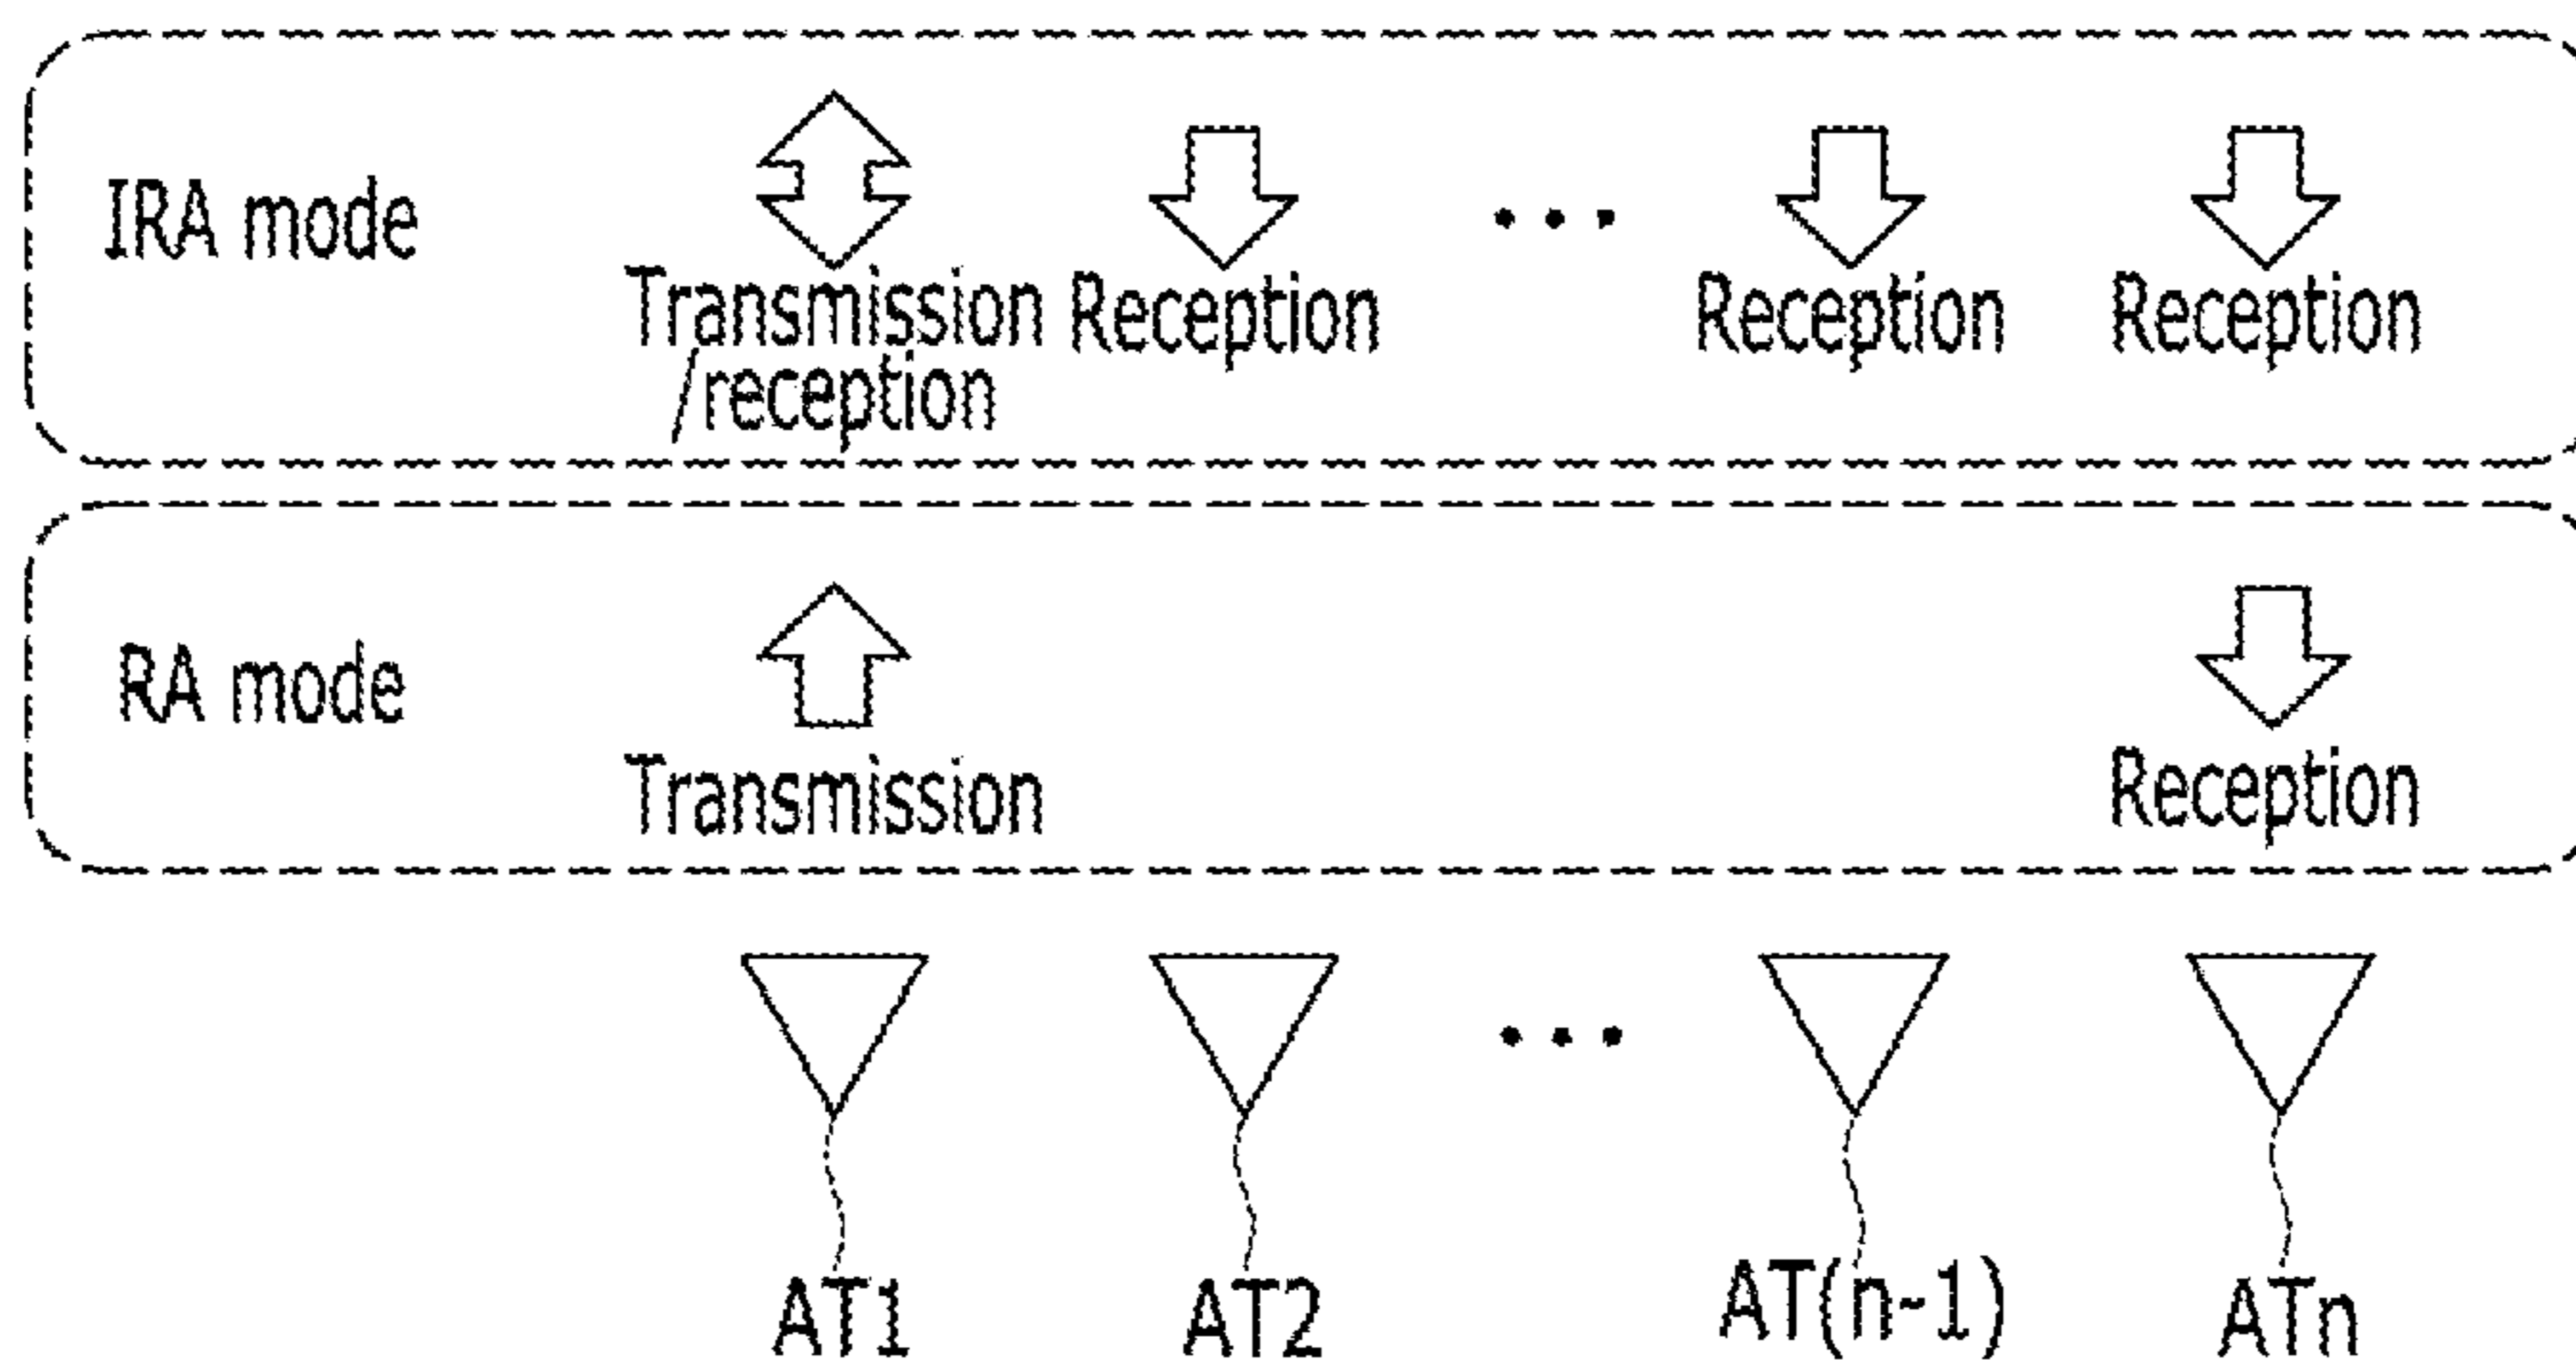 IRA mode
Transmission
/reception
Reception
• • •
Reception
Reception
RA mode
Transmission
Reception
• • •
AT1
AT2
AT(n-1)
ATn